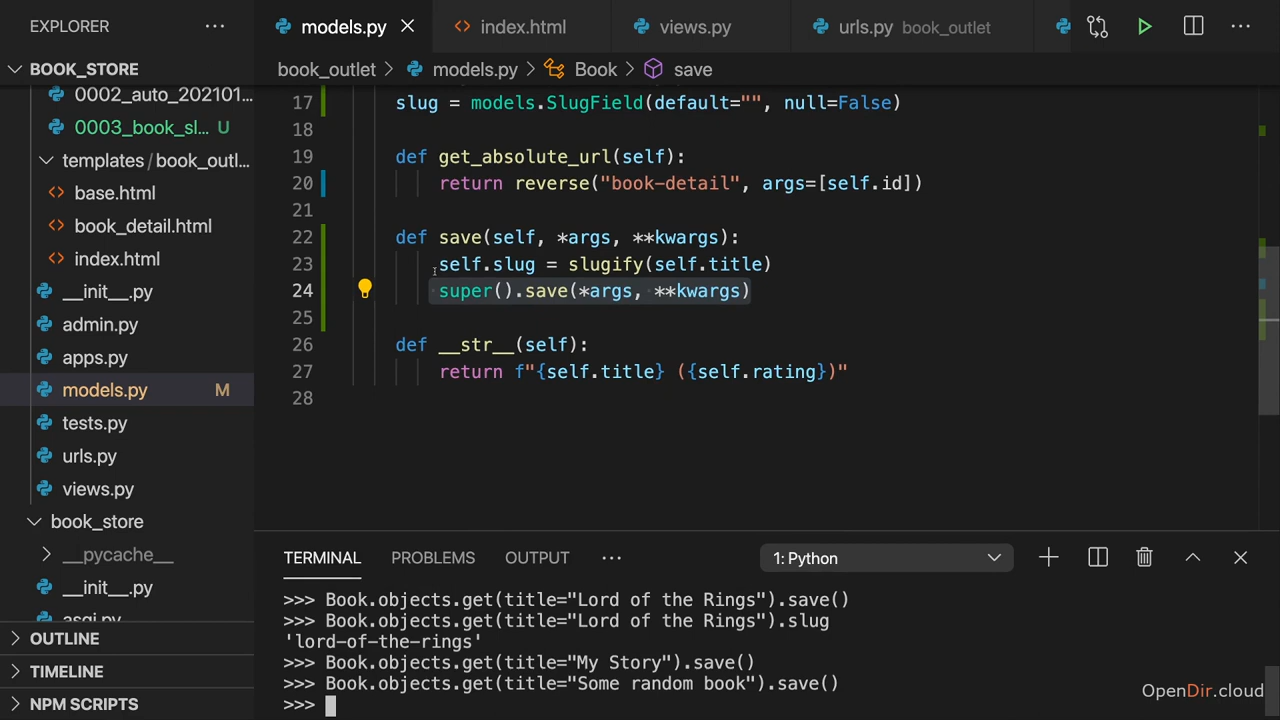 EXPLORER
···
models.py
index.html
views.py
urls.py book_outlet
···
BOOK_STORE
book_outlet > models.py > Book > save
0002_auto_202101...
0003_book_sl... U
templates / book_outl...
base.html
book_detail.html
index.html
__init__.py
admin.py
apps.py
models.py M
tests.py
urls.py
views.py
book_store
__pycache__
__init__.py
asgi.py
OUTLINE
TIMELINE
NPM SCRIPTS
17 slug = models.SlugField(default="", null=False)
18
19 def get_absolute_url(self):
20 return reverse("book-detail", args=[self.id])
21
22 def save(self, *args, **kwargs):
23 self.slug = slugify(self.title)
24 super().save(*args, **kwargs)
25
26 def __str__(self):
27 return f"{self.title} ({self.rating})"
28
TERMINAL PROBLEMS OUTPUT ··· 1: Python
>>> Book.objects.get(title="Lord of the Rings").save()
>>> Book.objects.get(title="Lord of the Rings").slug
'lord-of-the-rings'
>>> Book.objects.get(title="My Story").save()
>>> Book.objects.get(title="Some random book").save()
>>>
OpenDir.cloud